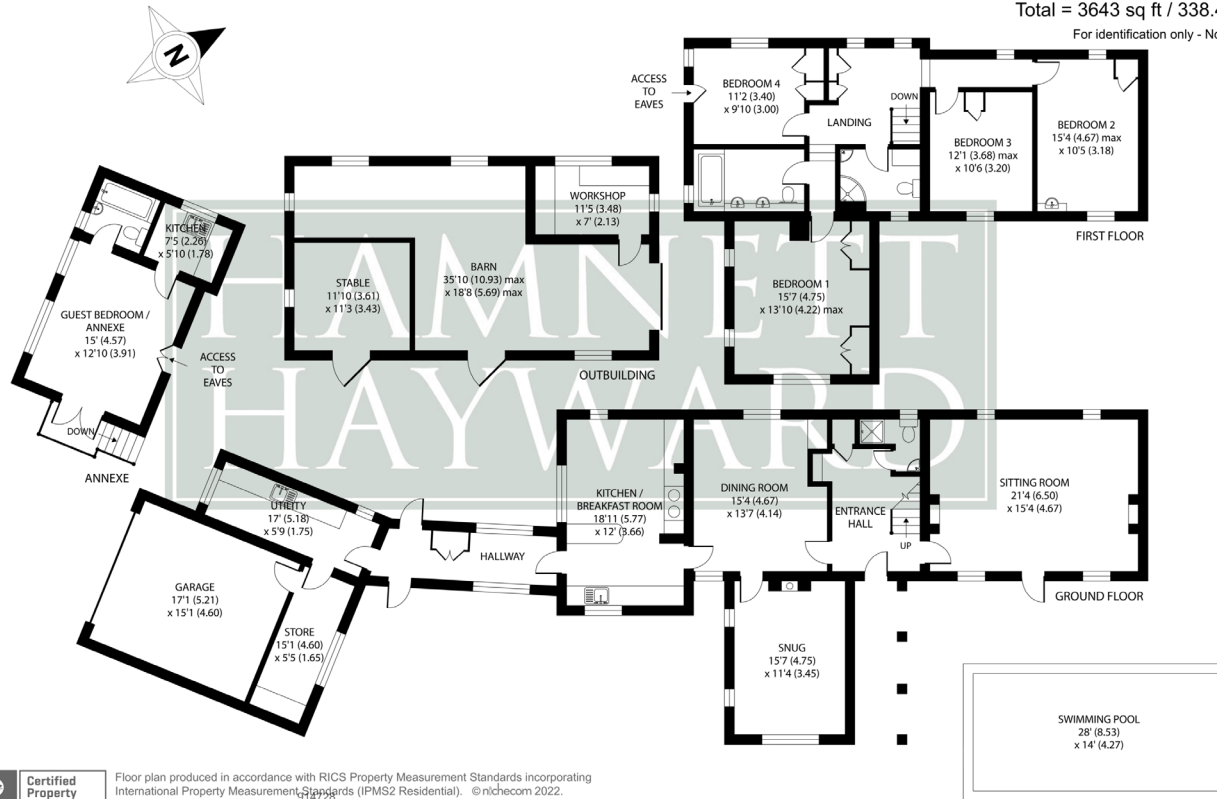 Total = 3643 sq ft / 338.4
For identification only - No
N
ACCESS
TO
EAVES
BEDROOM 4
11'2 (3.40)
x 9'10 (3.00)
DOWN
LANDING
BEDROOM 3
12'1 (3.68) max
x 10'6 (3.20)
BEDROOM 2
15'4 (4.67) max
x 10'5 (3.18)
FIRST FLOOR
WORKSHOP
11'5 (3.48)
x 7' (2.13)
KITCHEN
7'5 (2.26)
x 5'10 (1.78)
STABLE
11'10 (3.61)
x 11'3 (3.43)
BARN
35'10 (10.93) max
x 18'8 (5.69) max
BEDROOM 1
15'7 (4.75)
x 13'10 (4.22) max
GUEST BEDROOM /
ANNEXE
15' (4.57)
x 12'10 (3.91)
ACCESS
TO
EAVES
OUTBUILDING
HAMNETT
HAYWARD
DOWN
ANNEXE
UTILITY
17' (5.18)
x 5'9 (1.75)
KITCHEN /
BREAKFAST ROOM
18'11 (5.77)
x 12' (3.66)
DINING ROOM
15'4 (4.67)
x 13'7 (4.14)
ENTRANCE
HALL
UP
SITTING ROOM
21'4 (6.50)
x 15'4 (4.67)
HALLWAY
GARAGE
17'1 (5.21)
x 15'1 (4.60)
GROUND FLOOR
STORE
15'1 (4.60)
x 5'5 (1.65)
SNUG
15'7 (4.75)
x 11'4 (3.45)
SWIMMING POOL
28' (8.53)
x 14' (4.27)
Certified
Property
Floor plan produced in accordance with RICS Property Measurement Standards incorporating
International Property Measurement Standards (IPMS2 Residential). © nichecom 2022.